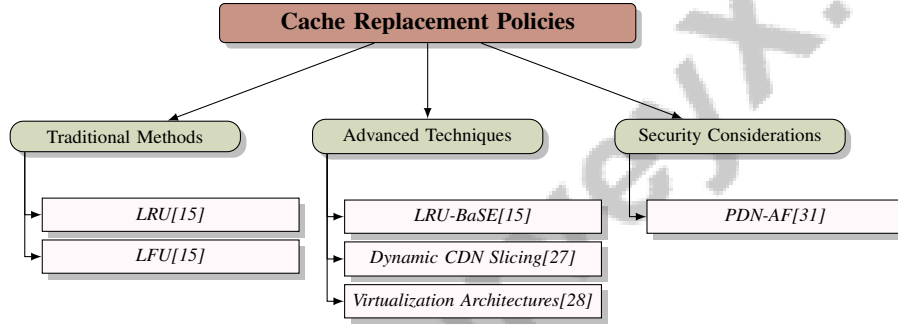 Cache Replacement Policies
Traditional Methods
Advanced Techniques
Security Considerations
LRU[15]
LRU-BaSE[15]
PDN-AF[31]
LFU[15]
Dynamic CDN Slicing[27]
Virtualization Architectures[28]